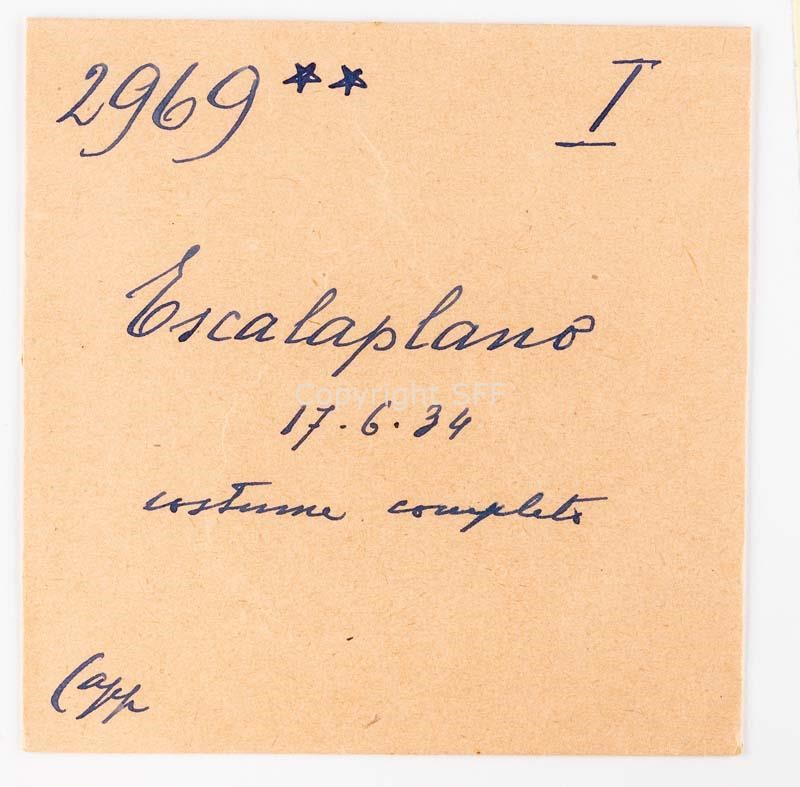 2969 ** I
Escalaplano
Copyright SFF
17.6.34
costume completo
Capp